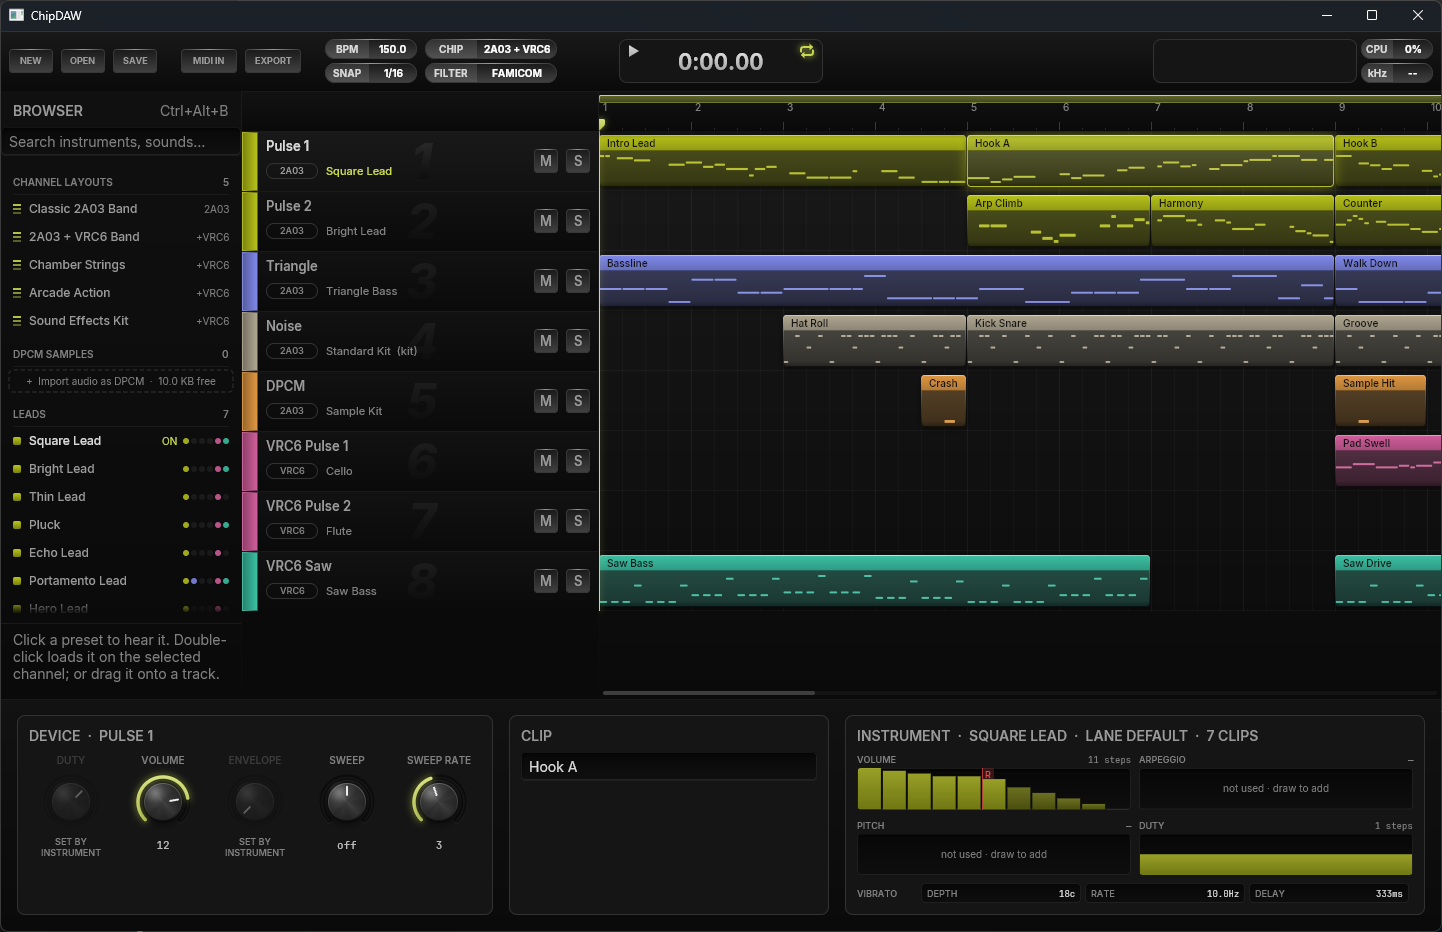 ChipDAW
NEW OPEN SAVE MIDI IN EXPORT
BPM 150.0 CHIP 2A03 + VRC6
SNAP 1/16 FILTER FAMICOM
0:00.00
CPU 0%
kHz --
BROWSER Ctrl+Alt+B
Search instruments, sounds...
CHANNEL LAYOUTS 5
Classic 2A03 Band 2A03
2A03 + VRC6 Band +VRC6
Chamber Strings +VRC6
Arcade Action +VRC6
Sound Effects Kit +VRC6
DPCM SAMPLES 0
+ Import audio as DPCM · 10.0 KB free
LEADS 7
Square Lead ON
Bright Lead
Thin Lead
Pluck
Echo Lead
Portamento Lead
Hero Lead
Click a preset to hear it. Double-
click loads it on the selected
channel; or drag it onto a track.
1 2 3 4 5 6 7 8 9 10
Pulse 1 1 M S
2A03 Square Lead
Intro Lead Hook A Hook B
Pulse 2 2 M S
2A03 Bright Lead
Arp Climb Harmony Counter
Triangle 3 M S
2A03 Triangle Bass
Bassline Walk Down
Noise 4 M S
2A03 Standard Kit (kit)
Hat Roll Kick Snare Groove
DPCM 5 M S
2A03 Sample Kit
Crash Sample Hit
VRC6 Pulse 1 6 M S
VRC6 Cello
Pad Swell
VRC6 Pulse 2 7 M S
VRC6 Flute
VRC6 Saw 8 M S
VRC6 Saw Bass
Saw Bass Saw Drive
DEVICE · PULSE 1
DUTY VOLUME ENVELOPE SWEEP SWEEP RATE
SET BY INSTRUMENT 12 SET BY INSTRUMENT off 3
CLIP
Hook A
INSTRUMENT · SQUARE LEAD · LANE DEFAULT · 7 CLIPS
VOLUME 11 steps ARPEGGIO –
R
not used · draw to add
PITCH – DUTY 1 steps
not used · draw to add
VIBRATO DEPTH 18c RATE 10.0Hz DELAY 333ms